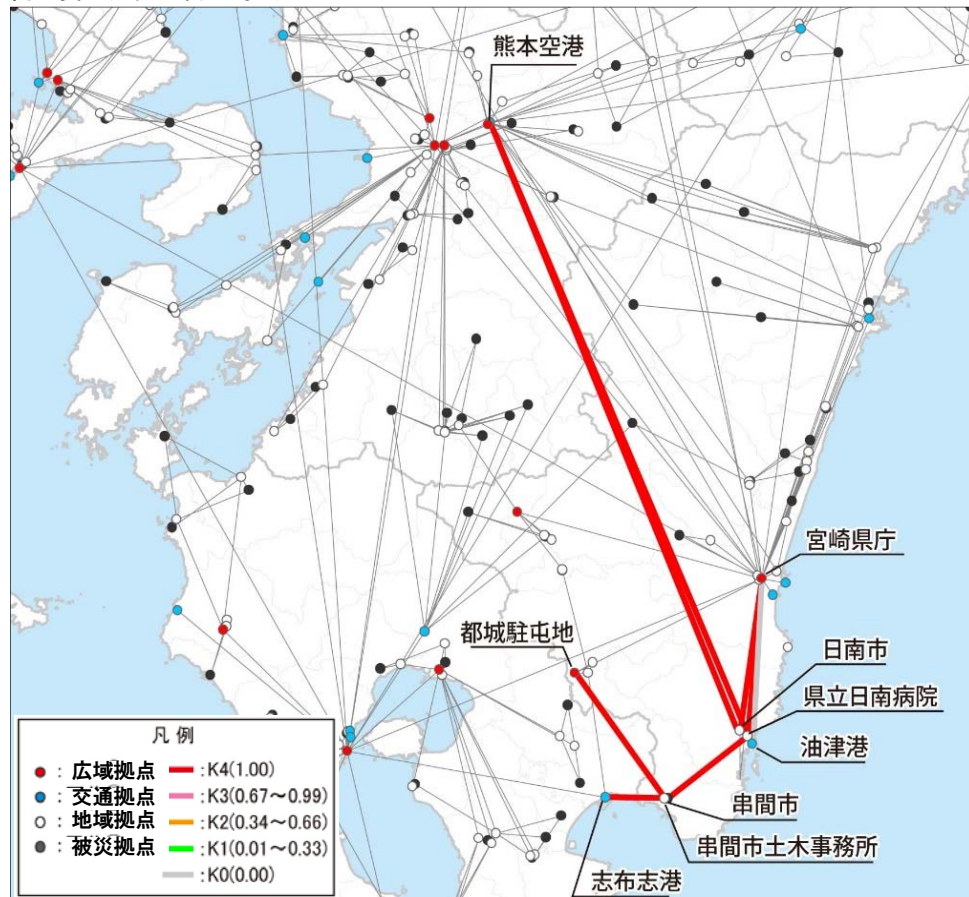 熊本空港
宮崎県庁
都城駐屯地
日南市
県立日南病院
油津港
串間市
串間市土木事務所
志布志港
凡 例
: 広域拠点
: 交通拠点
: 地域拠点
: 被災拠点
:K4(1.00)
:K3(0.67～0.99)
:K2(0.34～0.66)
:K1(0.01～0.33)
:K0(0.00)